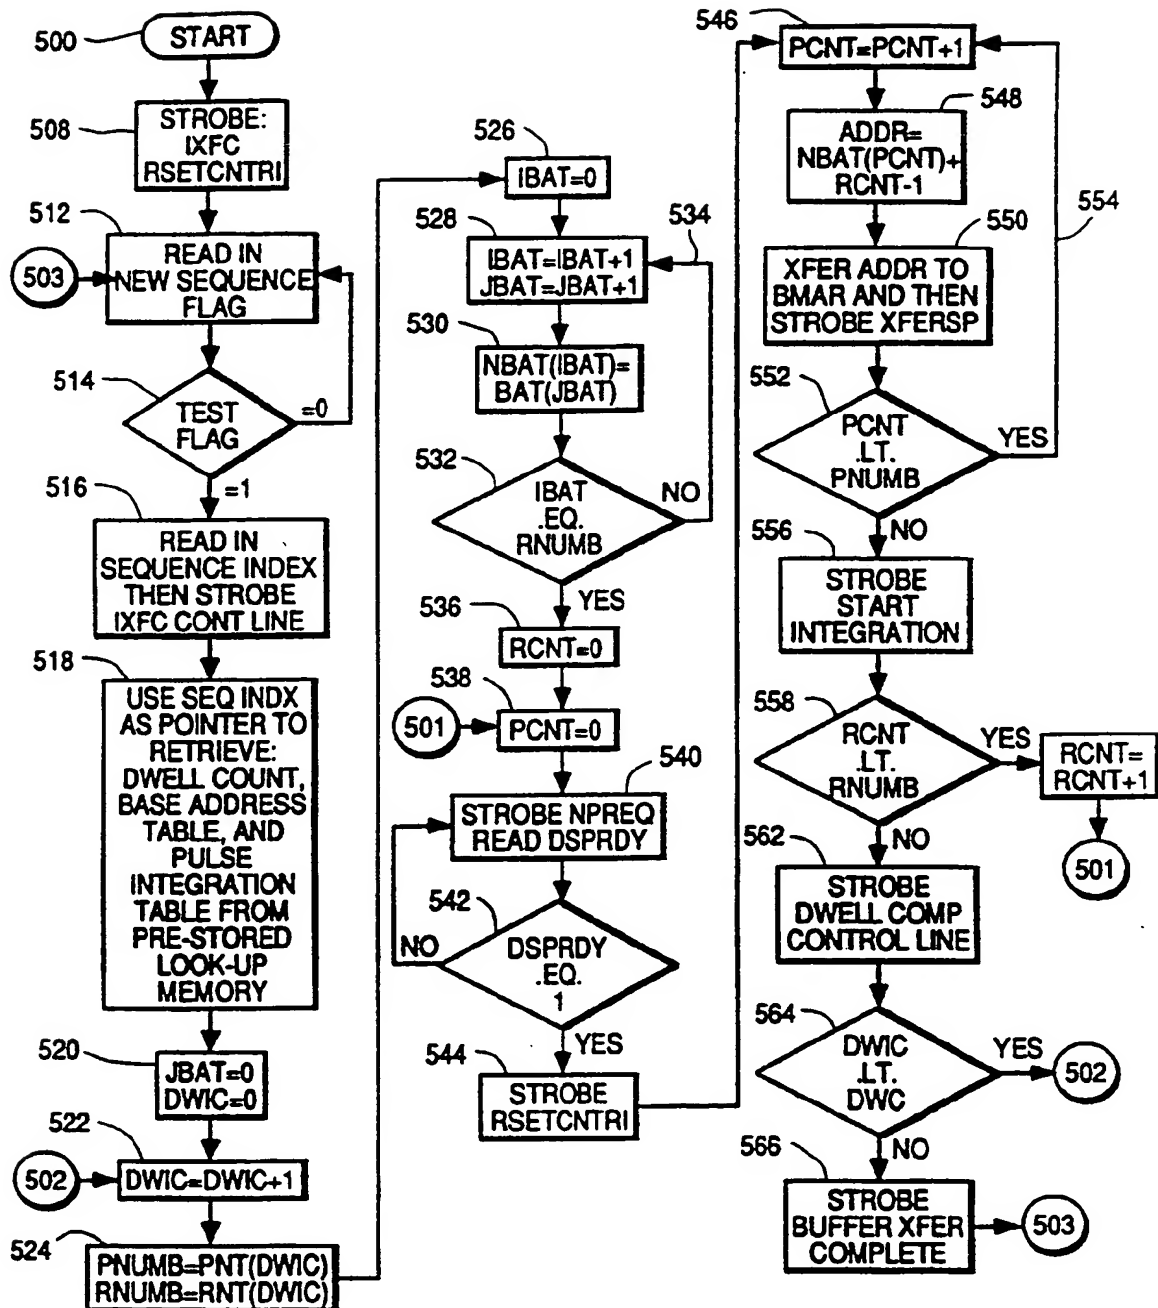 500
START
508
STROBE:
IXFC
RSETCNTRI
512
503
READ IN
NEW SEQUENCE
FLAG
514
TEST
FLAG
=0
=1
516
READ IN
SEQUENCE INDEX
THEN STROBE
IXFC CONT LINE
518
USE SEQ INDX
AS POINTER TO
RETRIEVE:
DWELL COUNT,
BASE ADDRESS
TABLE, AND
PULSE
INTEGRATION
TABLE FROM
PRE-STORED
LOOK-UP
MEMORY
520
JBAT=0
DWIC=0
522
502
DWIC=DWIC+1
524
PNUMB=PNT(DWIC)
RNUMB=RNT(DWIC)
526
IBAT=0
528
534
IBAT=IBAT+1
JBAT=JBAT+1
530
NBAT(IBAT)=
BAT(JBAT)
532
IBAT
.EQ.
RNUMB
NO
YES
536
RCNT=0
538
501
PCNT=0
540
STROBE NPREQ
READ DSPRDY
542
NO
DSPRDY
.EQ.
1
YES
544
STROBE
RSETCNTRI
546
PCNT=PCNT+1
548
ADDR=
NBAT(PCNT)+
RCNT-1
550
554
XFER ADDR TO
BMAR AND THEN
STROBE XFERSP
552
PCNT
.LT.
PNUMB
YES
NO
556
STROBE
START
INTEGRATION
558
RCNT
.LT.
RNUMB
YES
RCNT=
RCNT+1
501
NO
562
STROBE
DWELL COMP
CONTROL LINE
564
DWIC
.LT.
DWC
YES
502
NO
566
STROBE
BUFFER XFER
COMPLETE
503